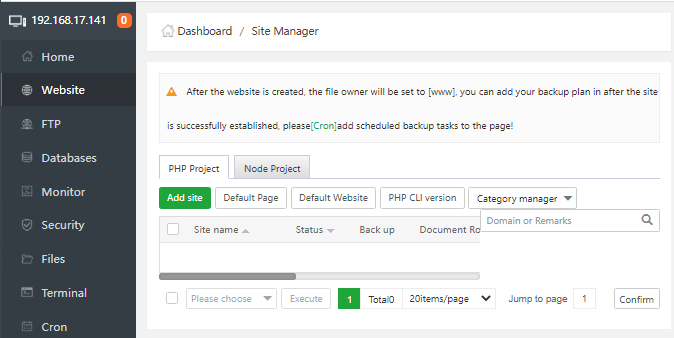 192.168.17.141 0
Dashboard / Site Manager
Home
Website
FTP
Databases
Monitor
Security
Files
Terminal
Cron
After the website is created, the file owner will be set to [www], you can add your backup plan in after the site
is successfully established, please[Cron]add scheduled backup tasks to the page!
PHP Project Node Project
Add site Default Page Default Website PHP CLI version Category manager
Domain or Remarks
Site name Status Back up Document Ro
Please choose Execute 1 Total0 20items/page Jump to page 1 Confirm